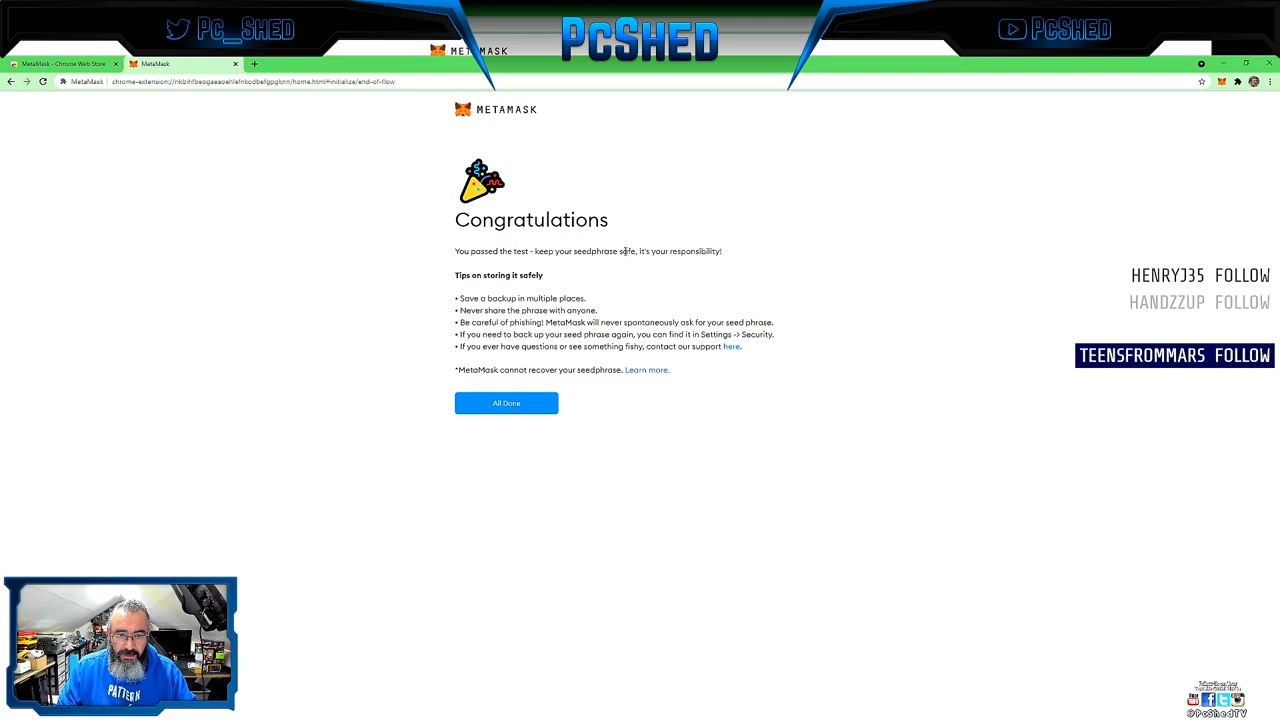 Pc_Shed
PcShed
PcShed
METAMASK
MetaMask - Chrome Web Store
MetaMask
MetaMask
METAMASK
Congratulations
You passed the test - keep your seedphrase safe, it's your responsibility!
Tips on storing it safely
• Save a backup in multiple places.
• Never share the phrase with anyone.
• Be careful of phishing! MetaMask will never spontaneously ask for your seed phrase.
• If you need to back up your seed phrase again, you can find it in Settings -> Security.
• If you ever have questions or see something fishy, contact our support here.
*MetaMask cannot recover your seedphrase. Learn more.
All Done
HENRYJ35 FOLLOW
HANDZZUP FOLLOW
TEENSFROMMARS FOLLOW
PATTERN
@PcShedTV